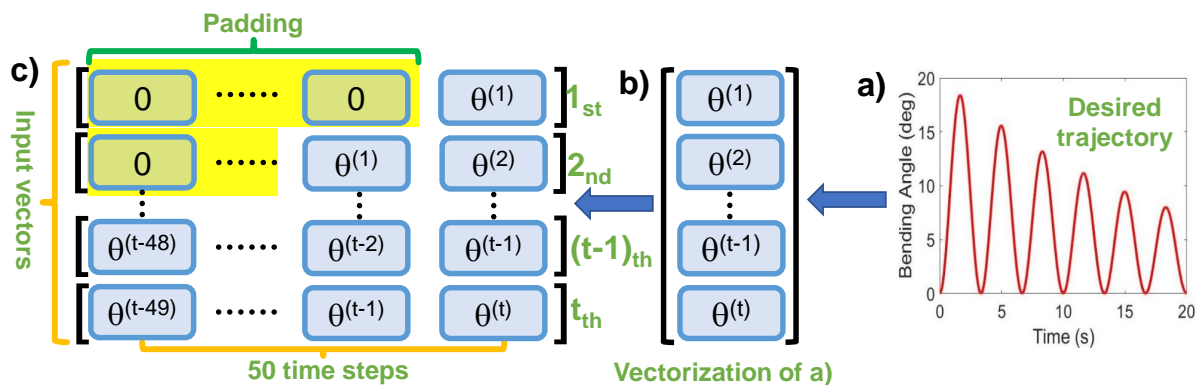 c)
Padding
Input vectors
0 ...... 0 θ(1) 1st
0 ...... θ(1) θ(2) 2nd
θ(t-48) ...... θ(t-2) θ(t-1) (t-1)th
θ(t-49) ...... θ(t-1) θ(t) tth
50 time steps
b)
θ(1)
θ(2)
θ(t-1)
θ(t)
Vectorization of a)
a)
Desired
trajectory
Bending Angle (deg)
20
15
10
5
0
0 5 10 15 20
Time (s)